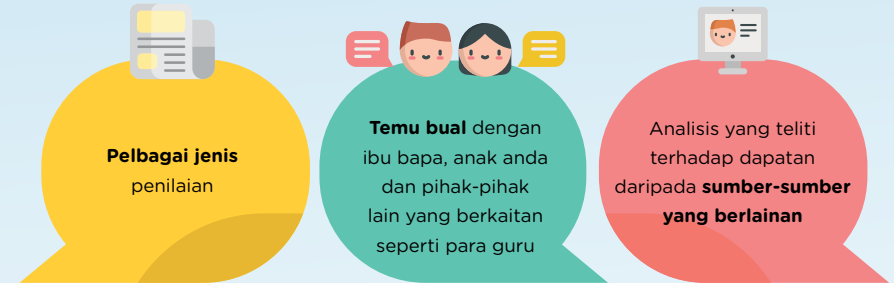 Pelbagai jenis
penilaian
Temu bual dengan
ibu bapa, anak anda
dan pihak-pihak
lain yang berkaitan
seperti para guru
Analisis yang teliti
terhadap dapatan
daripada sumber-sumber
yang berlainan